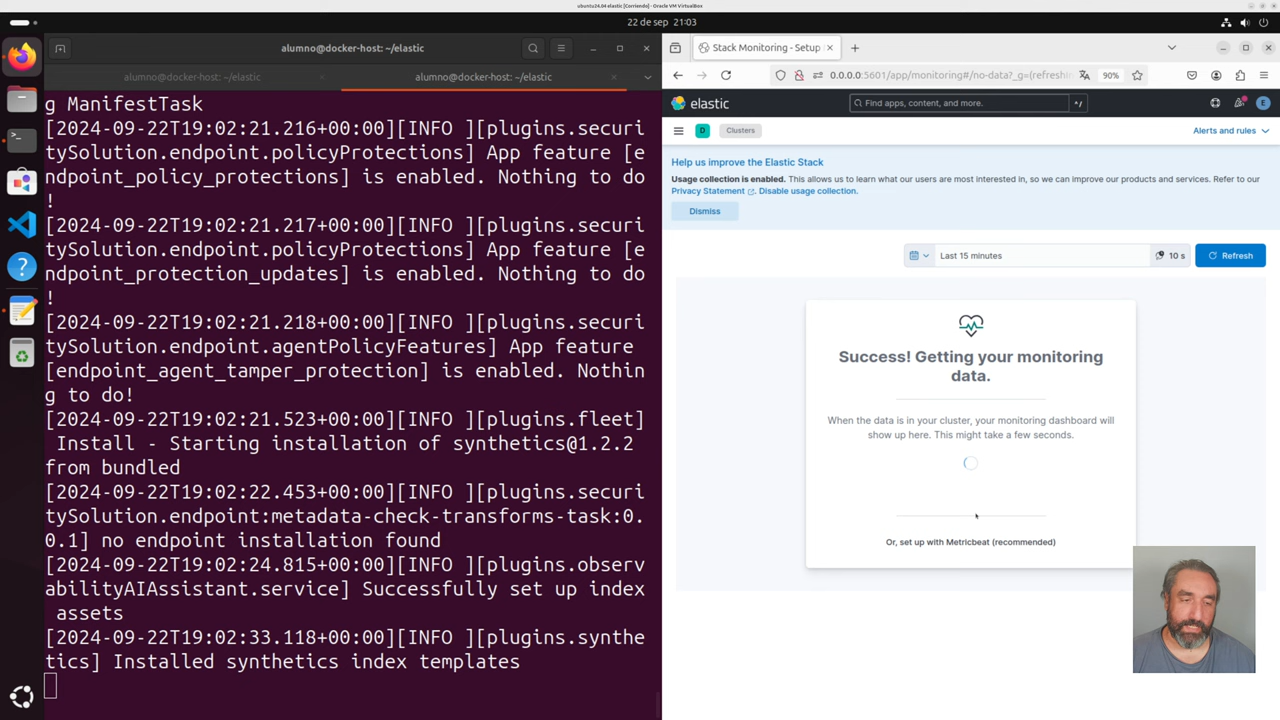 ubuntu24.04 elastic [Corriendo] - Oracle VM VirtualBox
22 de sep 21:03
alumno@docker-host: ~/elastic
alumno@docker-host: ~/elastic
alumno@docker-host: ~/elastic
g ManifestTask
[2024-09-22T19:02:21.216+00:00][INFO ][plugins.securi
tySolution.endpoint.policyProtections] App feature [e
ndpoint_policy_protections] is enabled. Nothing to do
!
[2024-09-22T19:02:21.217+00:00][INFO ][plugins.securi
tySolution.endpoint.policyProtections] App feature [e
ndpoint_protection_updates] is enabled. Nothing to do
!
[2024-09-22T19:02:21.218+00:00][INFO ][plugins.securi
tySolution.endpoint.agentPolicyFeatures] App feature
[endpoint_agent_tamper_protection] is enabled. Nothin
g to do!
[2024-09-22T19:02:21.523+00:00][INFO ][plugins.fleet]
Install - Starting installation of synthetics@1.2.2
from bundled
[2024-09-22T19:02:22.453+00:00][INFO ][plugins.securi
tySolution.endpoint:metadata-check-transforms-task:0.
0.1] no endpoint installation found
[2024-09-22T19:02:24.815+00:00][INFO ][plugins.observ
abilityAIAssistant.service] Successfully set up index
assets
[2024-09-22T19:02:33.118+00:00][INFO ][plugins.synthe
tics] Installed synthetics index templates
Stack Monitoring - Setup
0.0.0.0:5601/app/monitoring#/no-data?_g=(refreshIn
90%
elastic
Find apps, content, and more.
^/
E
D
Clusters
Alerts and rules
Help us improve the Elastic Stack
Usage collection is enabled. This allows us to learn what our users are most interested in, so we can improve our products and services. Refer to our
Privacy Statement. Disable usage collection.
Dismiss
Last 15 minutes
10 s
Refresh
Success! Getting your monitoring
data.
When the data is in your cluster, your monitoring dashboard will
show up here. This might take a few seconds.
Or, set up with Metricbeat (recommended)